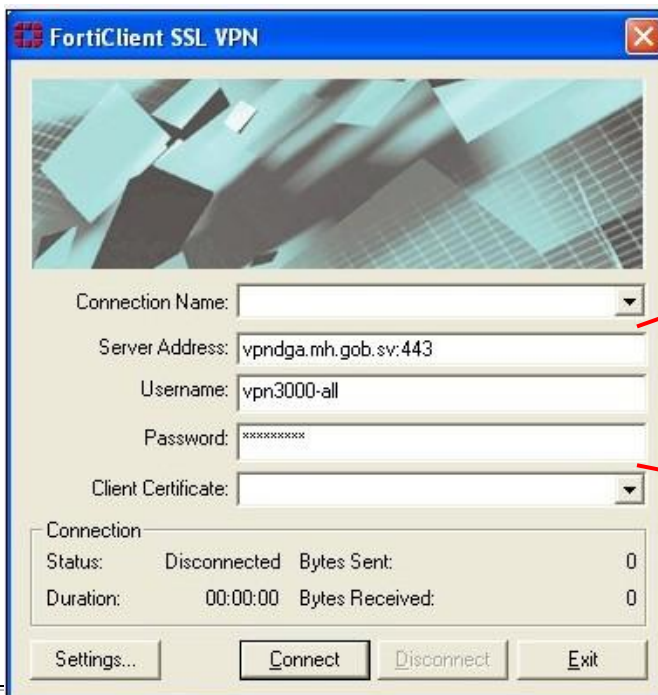 FortiClient SSL VPN
Connection Name:
Server Address: vpndga.mh.gob.sv:443
Username: vpn3000-all
Password: ×××××××××
Client Certificate:
Connection
Status: Disconnected Bytes Sent: 0
Duration: 00:00:00 Bytes Received: 0
Settings... Connect Disconnect Exit